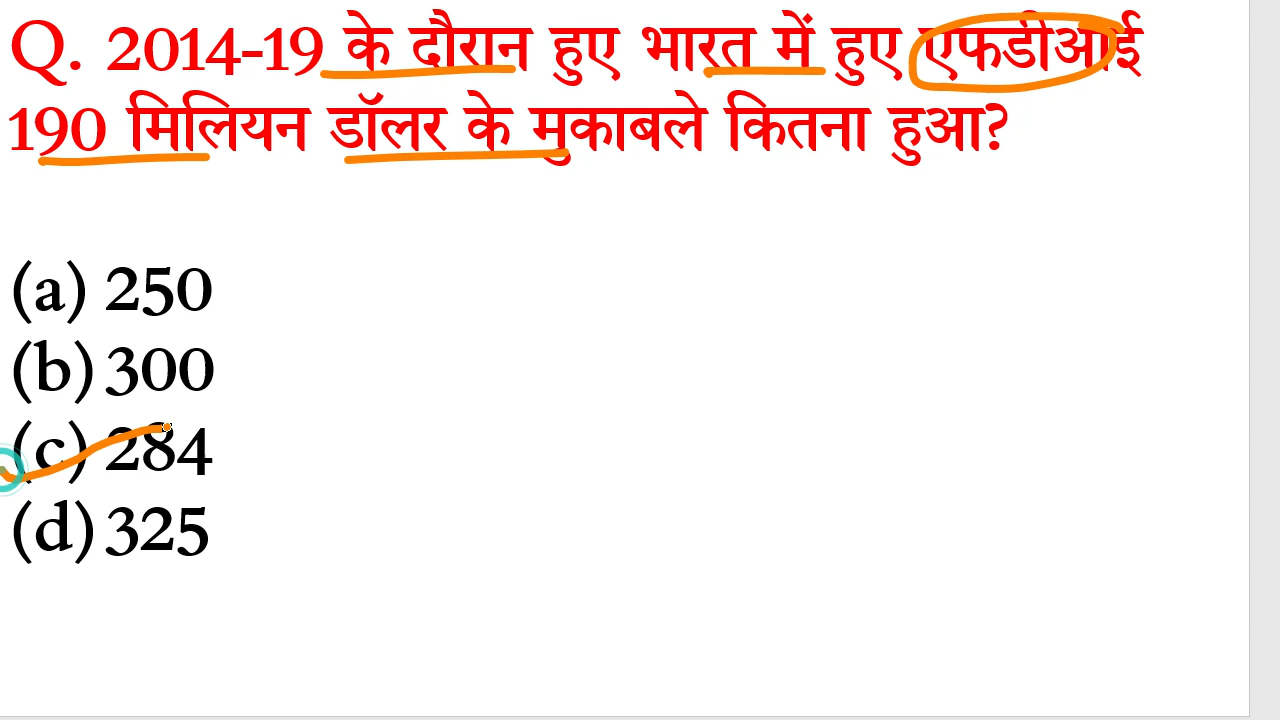 Q. 2014-19 के दौरान हुए भारत में हुए एफडीआई
190 मिलियन डॉलर के मुकाबले कितना हुआ?
(a) 250
(b) 300
(c) 284
(d) 325